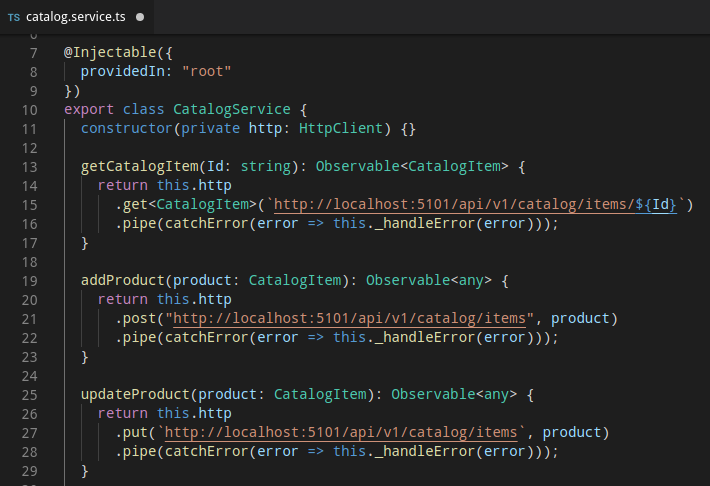 TS catalog.service.ts
6
7 @Injectable({
8 providedIn: "root"
9 })
10 export class CatalogService {
11 constructor(private http: HttpClient) {}
12
13 getCatalogItem(Id: string): Observable<CatalogItem> {
14 return this.http
15 .get<CatalogItem>(`http://localhost:5101/api/v1/catalog/items/${Id}`)
16 .pipe(catchError(error => this._handleError(error)));
17 }
18
19 addProduct(product: CatalogItem): Observable<any> {
20 return this.http
21 .post("http://localhost:5101/api/v1/catalog/items", product)
22 .pipe(catchError(error => this._handleError(error)));
23 }
24
25 updateProduct(product: CatalogItem): Observable<any> {
26 return this.http
27 .put(`http://localhost:5101/api/v1/catalog/items`, product)
28 .pipe(catchError(error => this._handleError(error)));
29 }